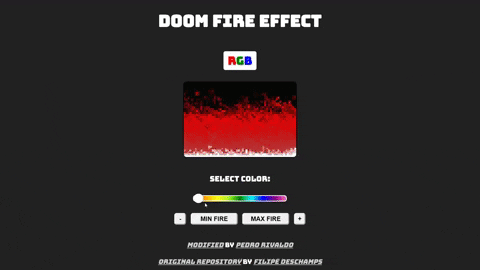 DOOM FIRE EFFECT
RGB
SELECT COLOR:
- MIN FIRE MAX FIRE +
MODIFIED BY PEDRO RIVALDO
ORIGINAL REPOSITORY BY FILIPE DESCHAMPS